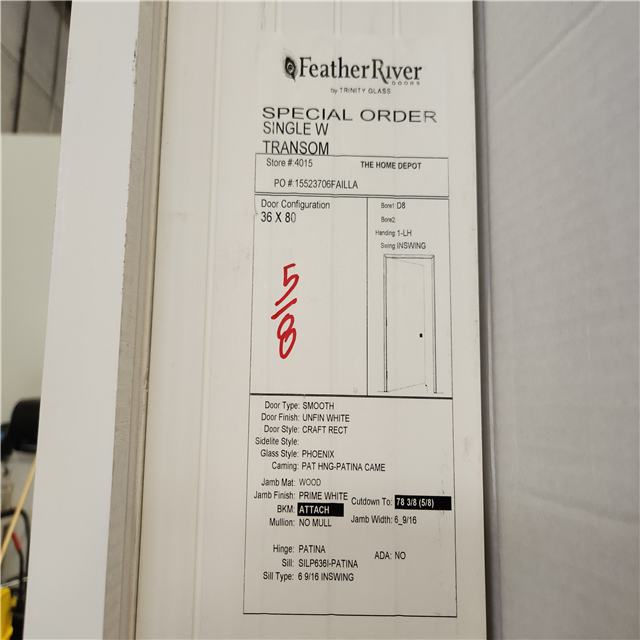 FeatherRiver
DOORS
by TRINITY GLASS
SPECIAL ORDER
SINGLE W
TRANSOM
Store #:4015 THE HOME DEPOT
PO #:15523706FAILLA
Door Configuration
36 X 80
Bore1: D8
Bore2:
Handing: 1-LH
Swing: INSWING
5/8
Door Type: SMOOTH
Door Finish: UNFIN WHITE
Door Style: CRAFT RECT
Sidelite Style:
Glass Style: PHOENIX
Caming: PAT HNG-PATINA CAME
Jamb Mat: WOOD
Jamb Finish: PRIME WHITE Cutdown To: 78 3/8 (5/8)
BKM: ATTACH
Mullion: NO MULL Jamb Width: 6_9/16
Hinge: PATINA ADA: NO
Sill: SILP636I-PATINA
Sill Type: 6 9/16 INSWING